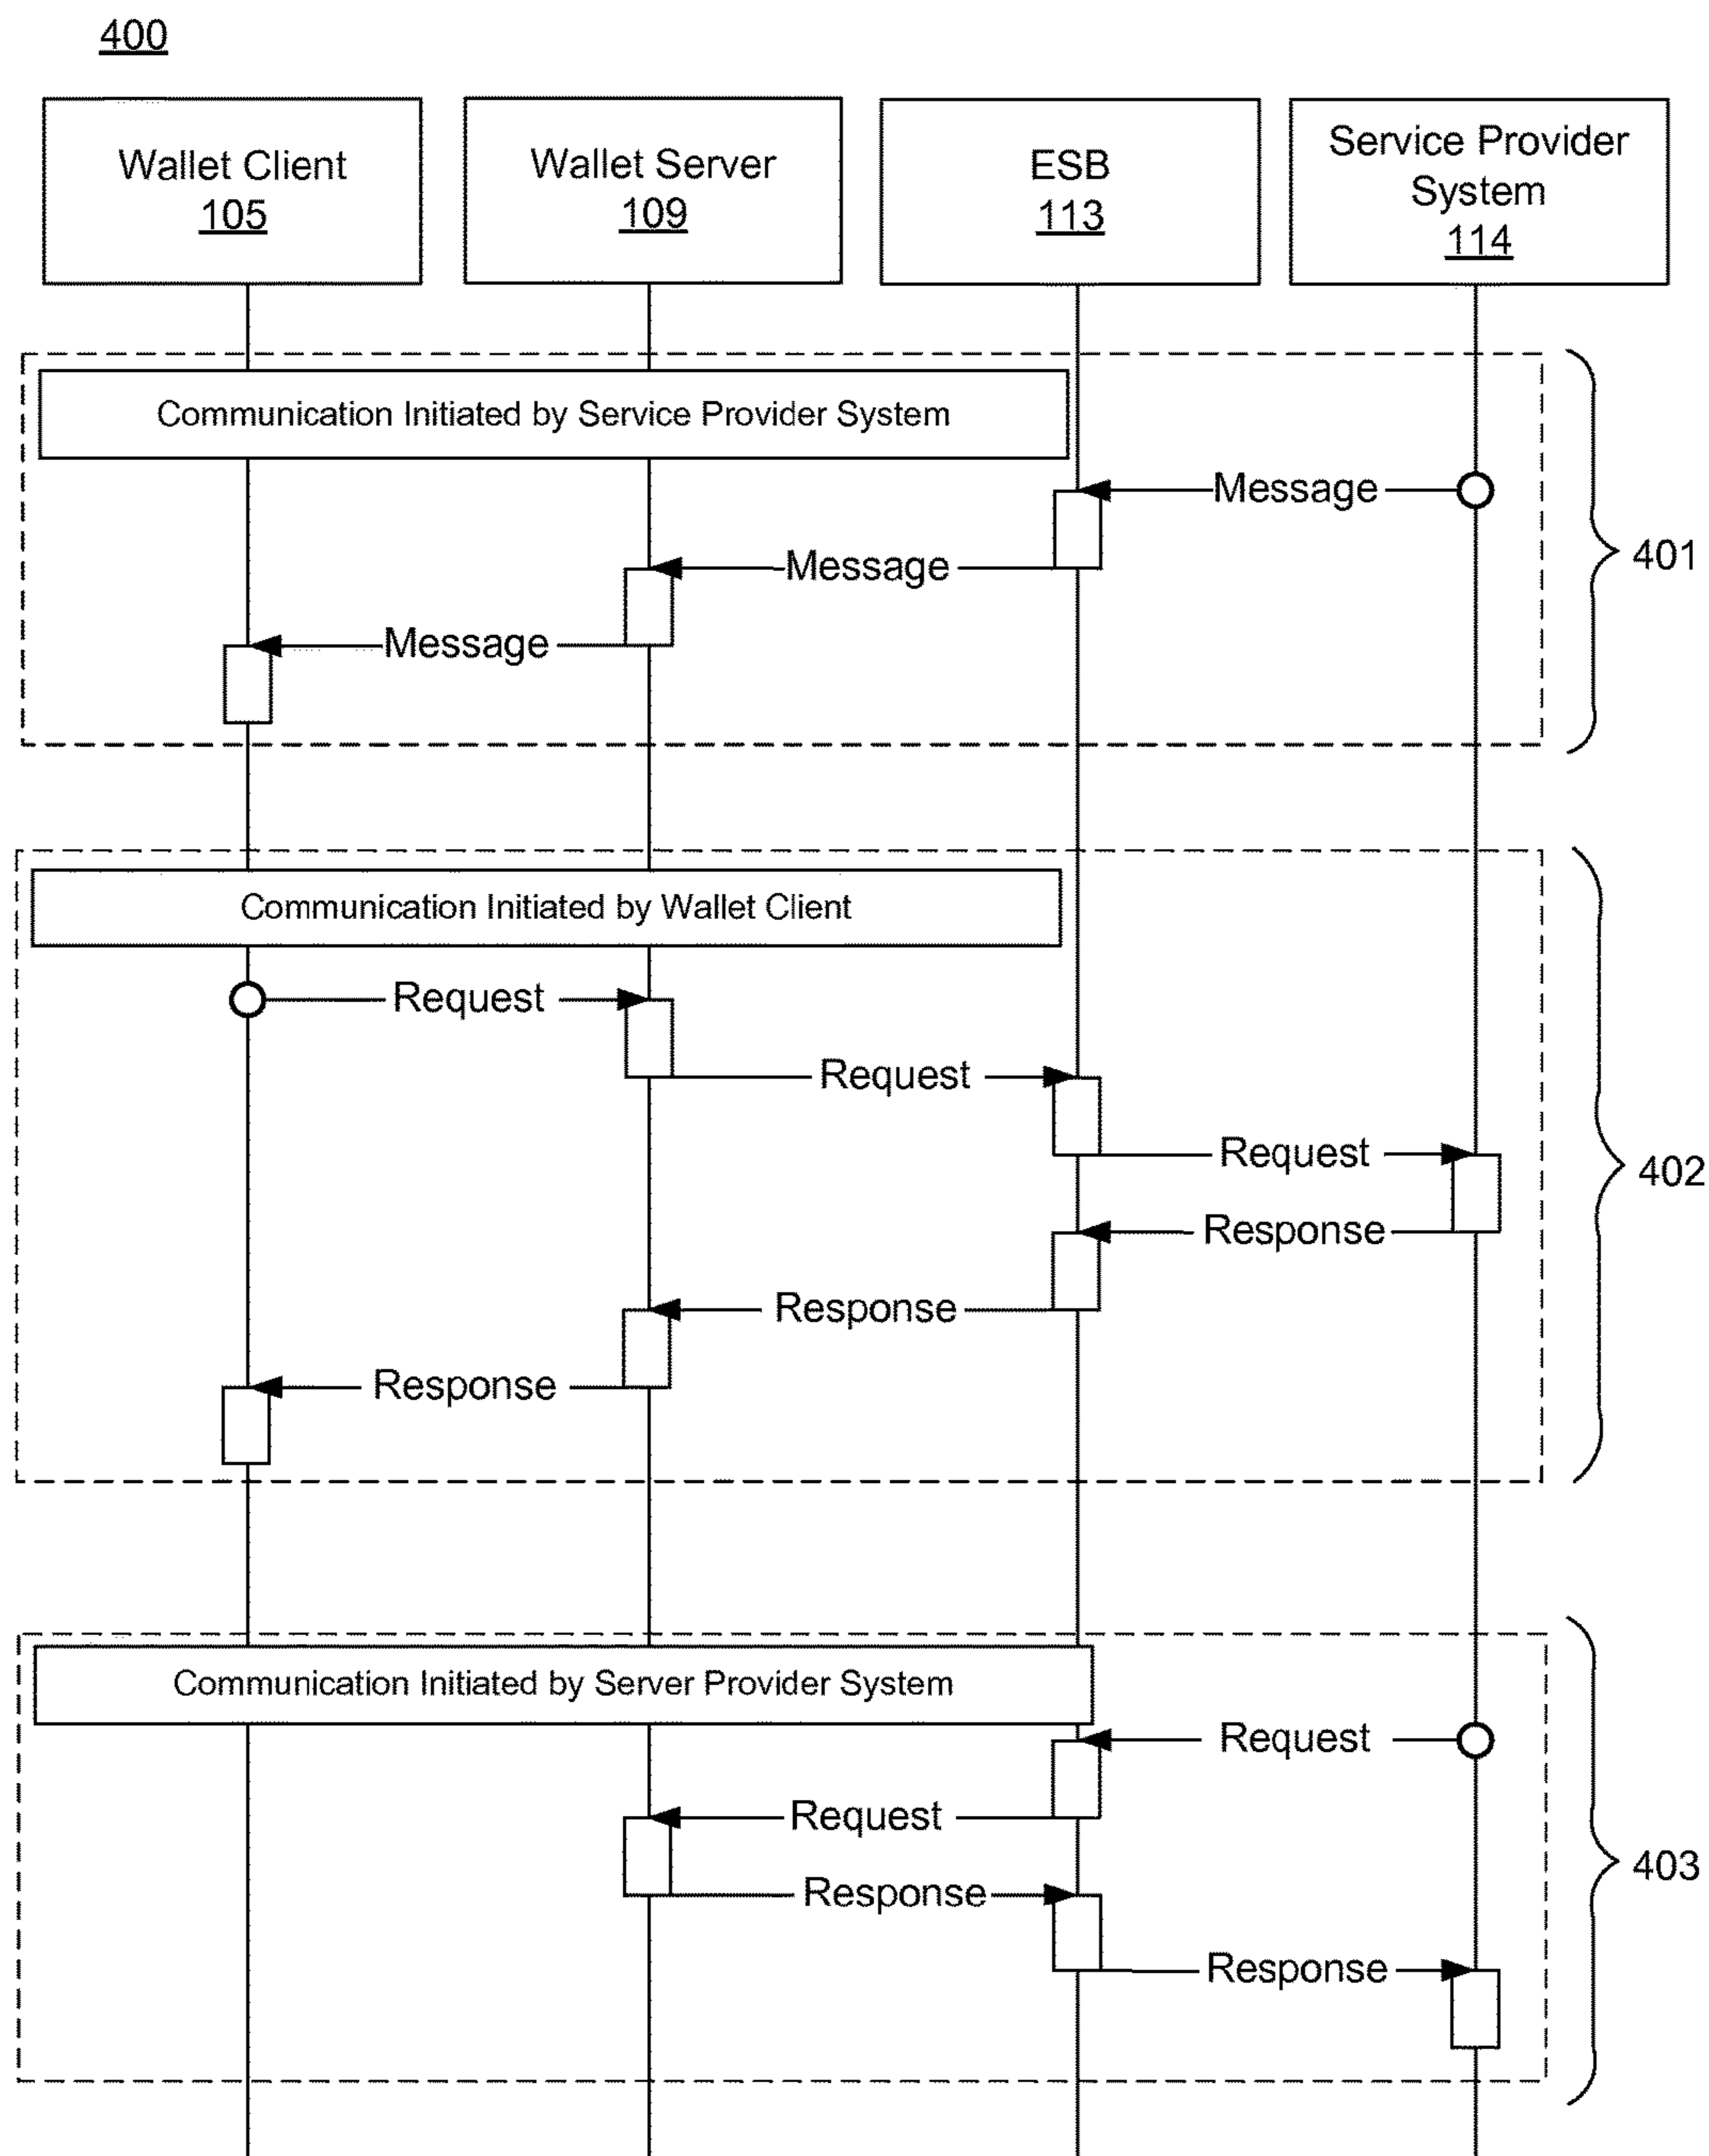 400
Wallet Client
105
Wallet Server
109
ESB
113
Service Provider
System
114
Communication Initiated by Service Provider System
Message
Message
Message
401
Communication Initiated by Wallet Client
Request
Request
Request
Response
Response
Response
402
Communication Initiated by Server Provider System
Request
Request
Response
Response
403